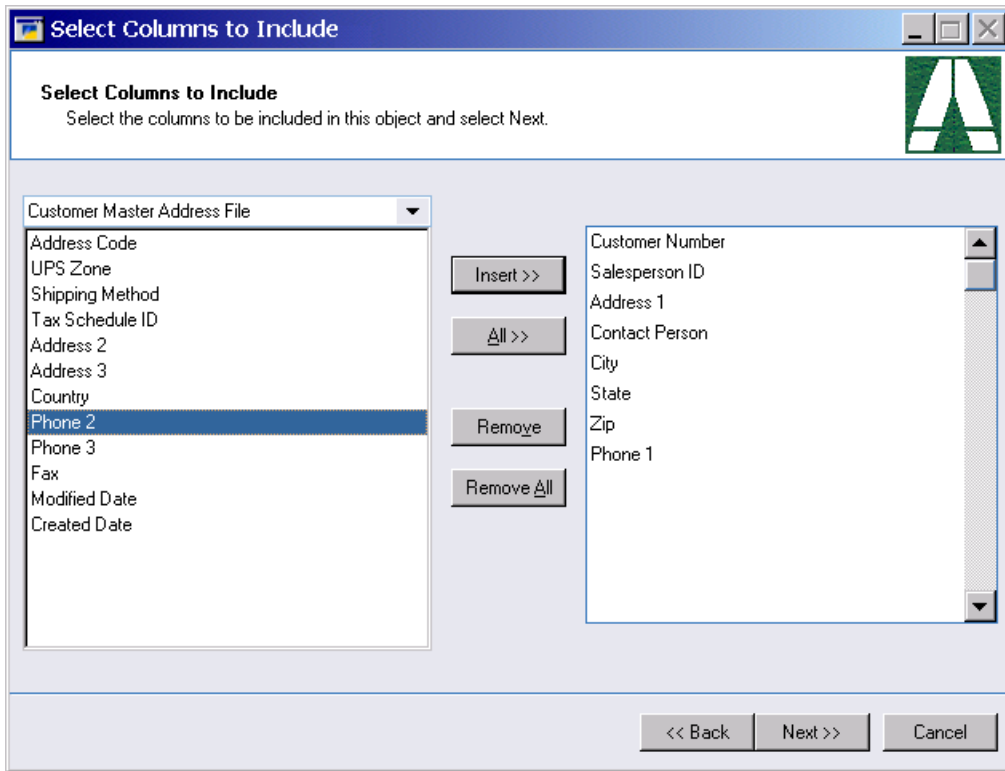 Select Columns to Include
Select Columns to Include
Select the columns to be included in this object and select Next.
Customer Master Address File
Address Code
UPS Zone
Shipping Method
Tax Schedule ID
Address 2
Address 3
Country
Phone 2
Phone 3
Fax
Modified Date
Created Date
Insert >>
All >>
Remove
Remove All
Customer Number
Salesperson ID
Address 1
Contact Person
City
State
Zip
Phone 1
<< Back
Next >>
Cancel